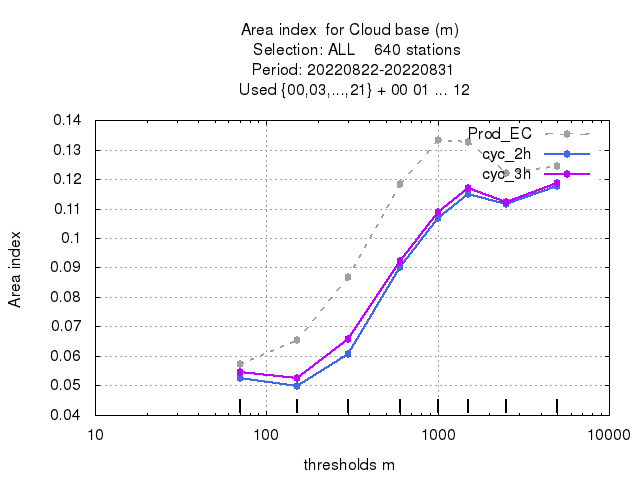 Area index  for Cloud base (m)
Selection: ALL    640 stations
Period: 20220822-20220831
Used {00,03,...,21} + 00 01 ... 12
0.14
0.13
0.12
0.11
0.1
0.09
0.08
0.07
0.06
0.05
0.04
Area index
Prod_EC
cyc_2h
cyc_3h
10
100
1000
10000
thresholds m